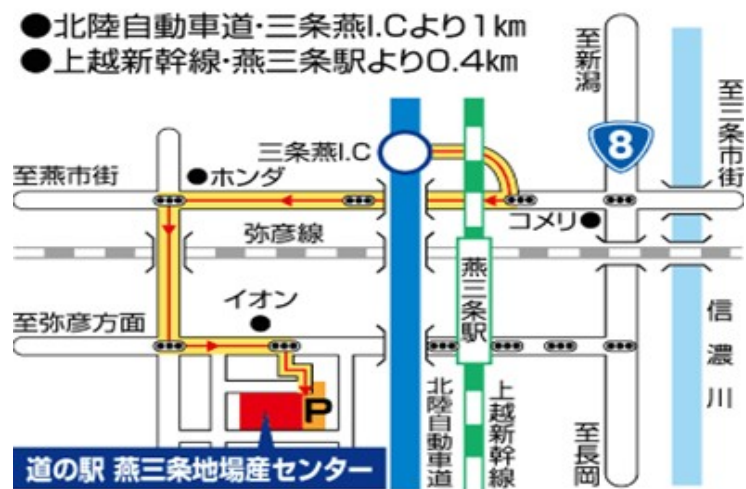 ●北陸自動車道・三条燕I.Cより1km
●上越新幹線・燕三条駅より0.4km
至新潟
至三条市街
8
三条燕I.C
至燕市街
●ホンダ
コメリ●
弥彦線
燕三条駅
イオン
至弥彦方面
信濃川
P
北陸自動車道
上越新幹線
至長岡
道の駅 燕三条地場産センター